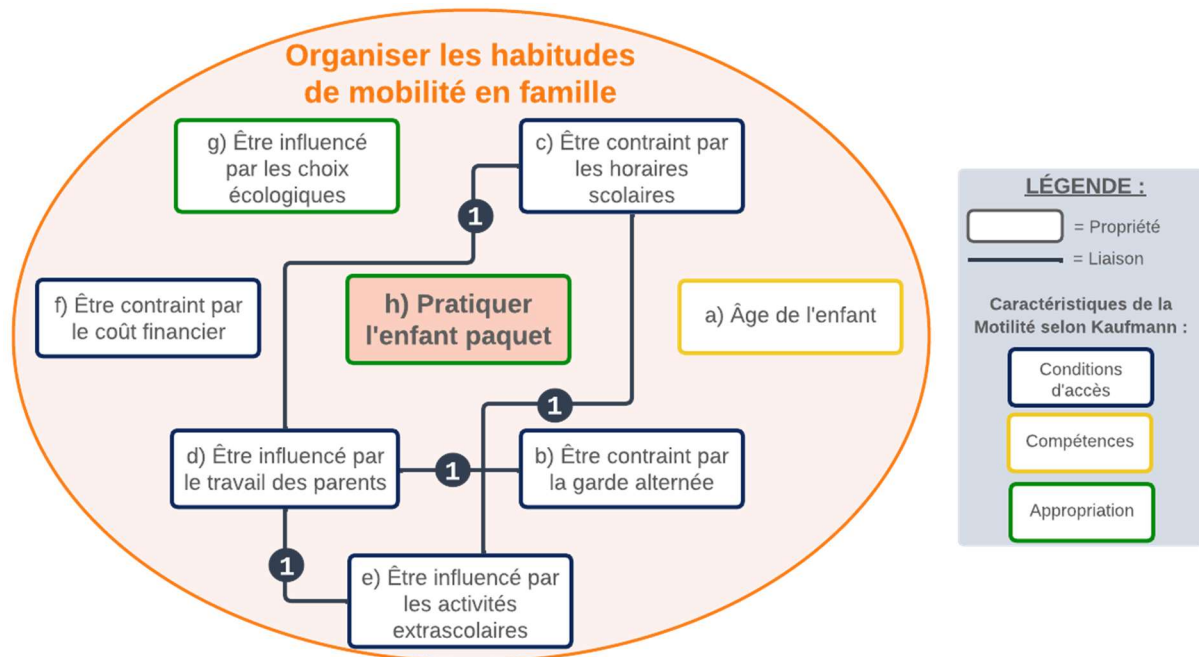 Organiser les habitudes
de mobilité en famille
g) Être influencé
par les choix
écologiques
c) Être contraint par
les horaires
scolaires
1
f) Être contraint par
le coût financier
h) Pratiquer
l'enfant paquet
a) Âge de l'enfant
1
d) Être influencé par
le travail des parents
1
b) Être contraint par
la garde alternée
1
e) Être influencé par
les activités
extrascolaires
LÉGENDE :
= Propriété
= Liaison
Caractéristiques de la
Motilité selon Kaufmann :
Conditions
d'accès
Compétences
Appropriation